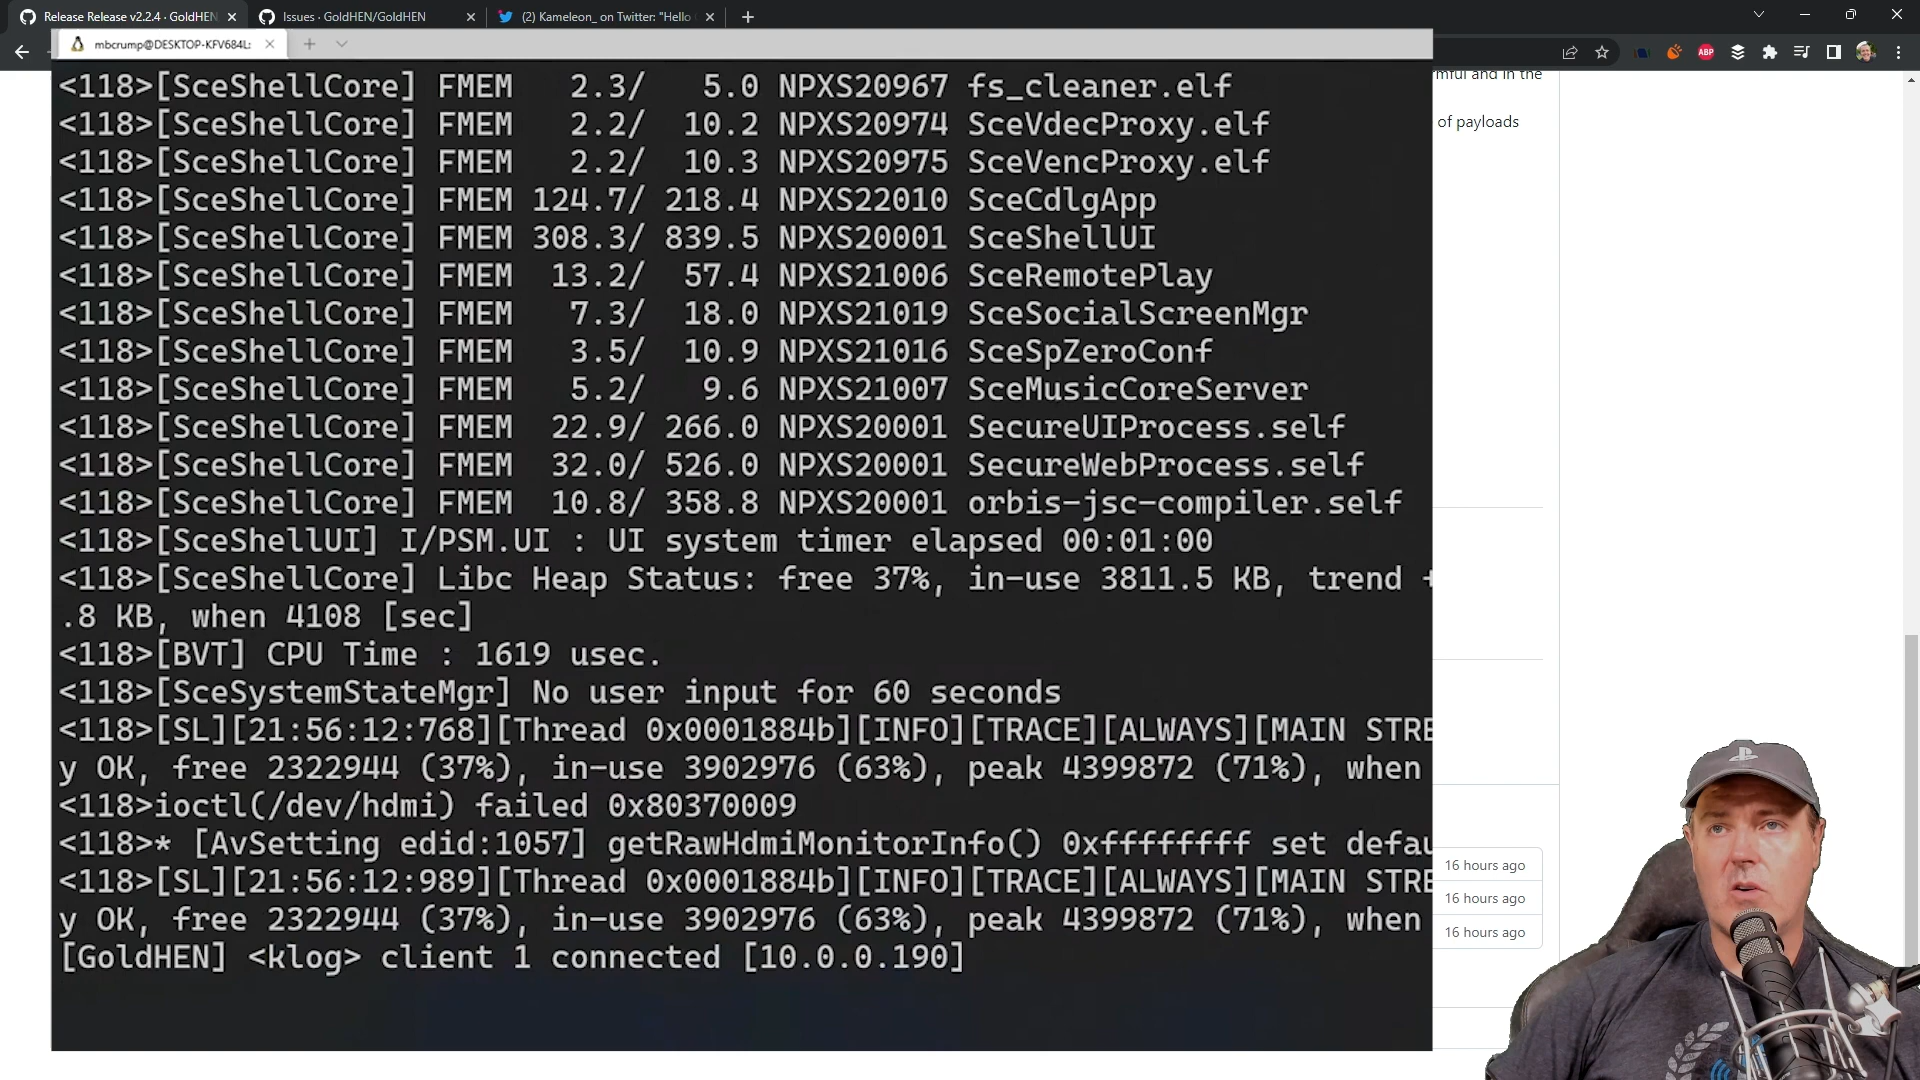 Release Release v2.2.4 · GoldHEN
Issues · GoldHEN/GoldHEN
(2) Kameleon_ on Twitter: "Hello
mbcrump@DESKTOP-KFV684L:
ABP
<118>[SceShellCore] FMEM   2.3/   5.0 NPXS20967 fs_cleaner.elf
<118>[SceShellCore] FMEM   2.2/  10.2 NPXS20974 SceVdecProxy.elf
<118>[SceShellCore] FMEM   2.2/  10.3 NPXS20975 SceVencProxy.elf
<118>[SceShellCore] FMEM 124.7/ 218.4 NPXS22010 SceCdlgApp
<118>[SceShellCore] FMEM 308.3/ 839.5 NPXS20001 SceShellUI
<118>[SceShellCore] FMEM  13.2/  57.4 NPXS21006 SceRemotePlay
<118>[SceShellCore] FMEM   7.3/  18.0 NPXS21019 SceSocialScreenMgr
<118>[SceShellCore] FMEM   3.5/  10.9 NPXS21016 SceSpZeroConf
<118>[SceShellCore] FMEM   5.2/   9.6 NPXS21007 SceMusicCoreServer
<118>[SceShellCore] FMEM  22.9/ 266.0 NPXS20001 SecureUIProcess.self
<118>[SceShellCore] FMEM  32.0/ 526.0 NPXS20001 SecureWebProcess.self
<118>[SceShellCore] FMEM  10.8/ 358.8 NPXS20001 orbis-jsc-compiler.self
<118>[SceShellUI] I/PSM.UI : UI system timer elapsed 00:01:00
<118>[SceShellCore] Libc Heap Status: free 37%, in-use 3811.5 KB, trend +
.8 KB, when 4108 [sec]
<118>[BVT] CPU Time : 1619 usec.
<118>[SceSystemStateMgr] No user input for 60 seconds
<118>[SL][21:56:12:768][Thread 0x0001884b][INFO][TRACE][ALWAYS][MAIN STRE
y OK, free 2322944 (37%), in-use 3902976 (63%), peak 4399872 (71%), when
<118>ioctl(/dev/hdmi) failed 0x80370009
<118>* [AvSetting edid:1057] getRawHdmiMonitorInfo() 0xffffffff set defau
<118>[SL][21:56:12:989][Thread 0x0001884b][INFO][TRACE][ALWAYS][MAIN STRE
y OK, free 2322944 (37%), in-use 3902976 (63%), peak 4399872 (71%), when
[GoldHEN] <klog> client 1 connected [10.0.0.190]
rmful and in the
of payloads
16 hours ago
16 hours ago
16 hours ago